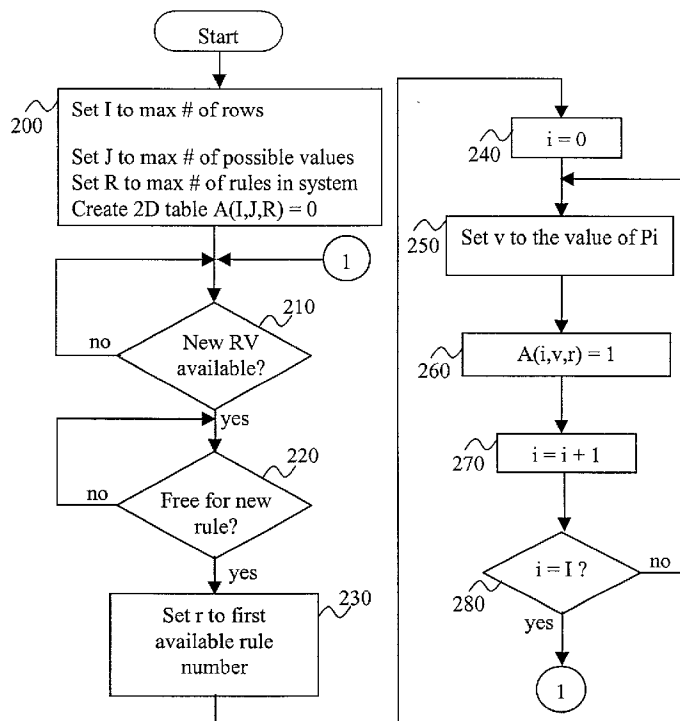 Start
200
Set I to max # of rows
Set J to max # of possible values
Set R to max # of rules in system
Create 2D table A(I,J,R) = 0
1
210
New RV
available?
no
yes
220
Free for new
rule?
no
yes
230
Set r to first
available rule
number
240
i = 0
250
Set v to the value of Pi
260
A(i,v,r) = 1
270
i = i + 1
280
i = I ?
no
yes
1